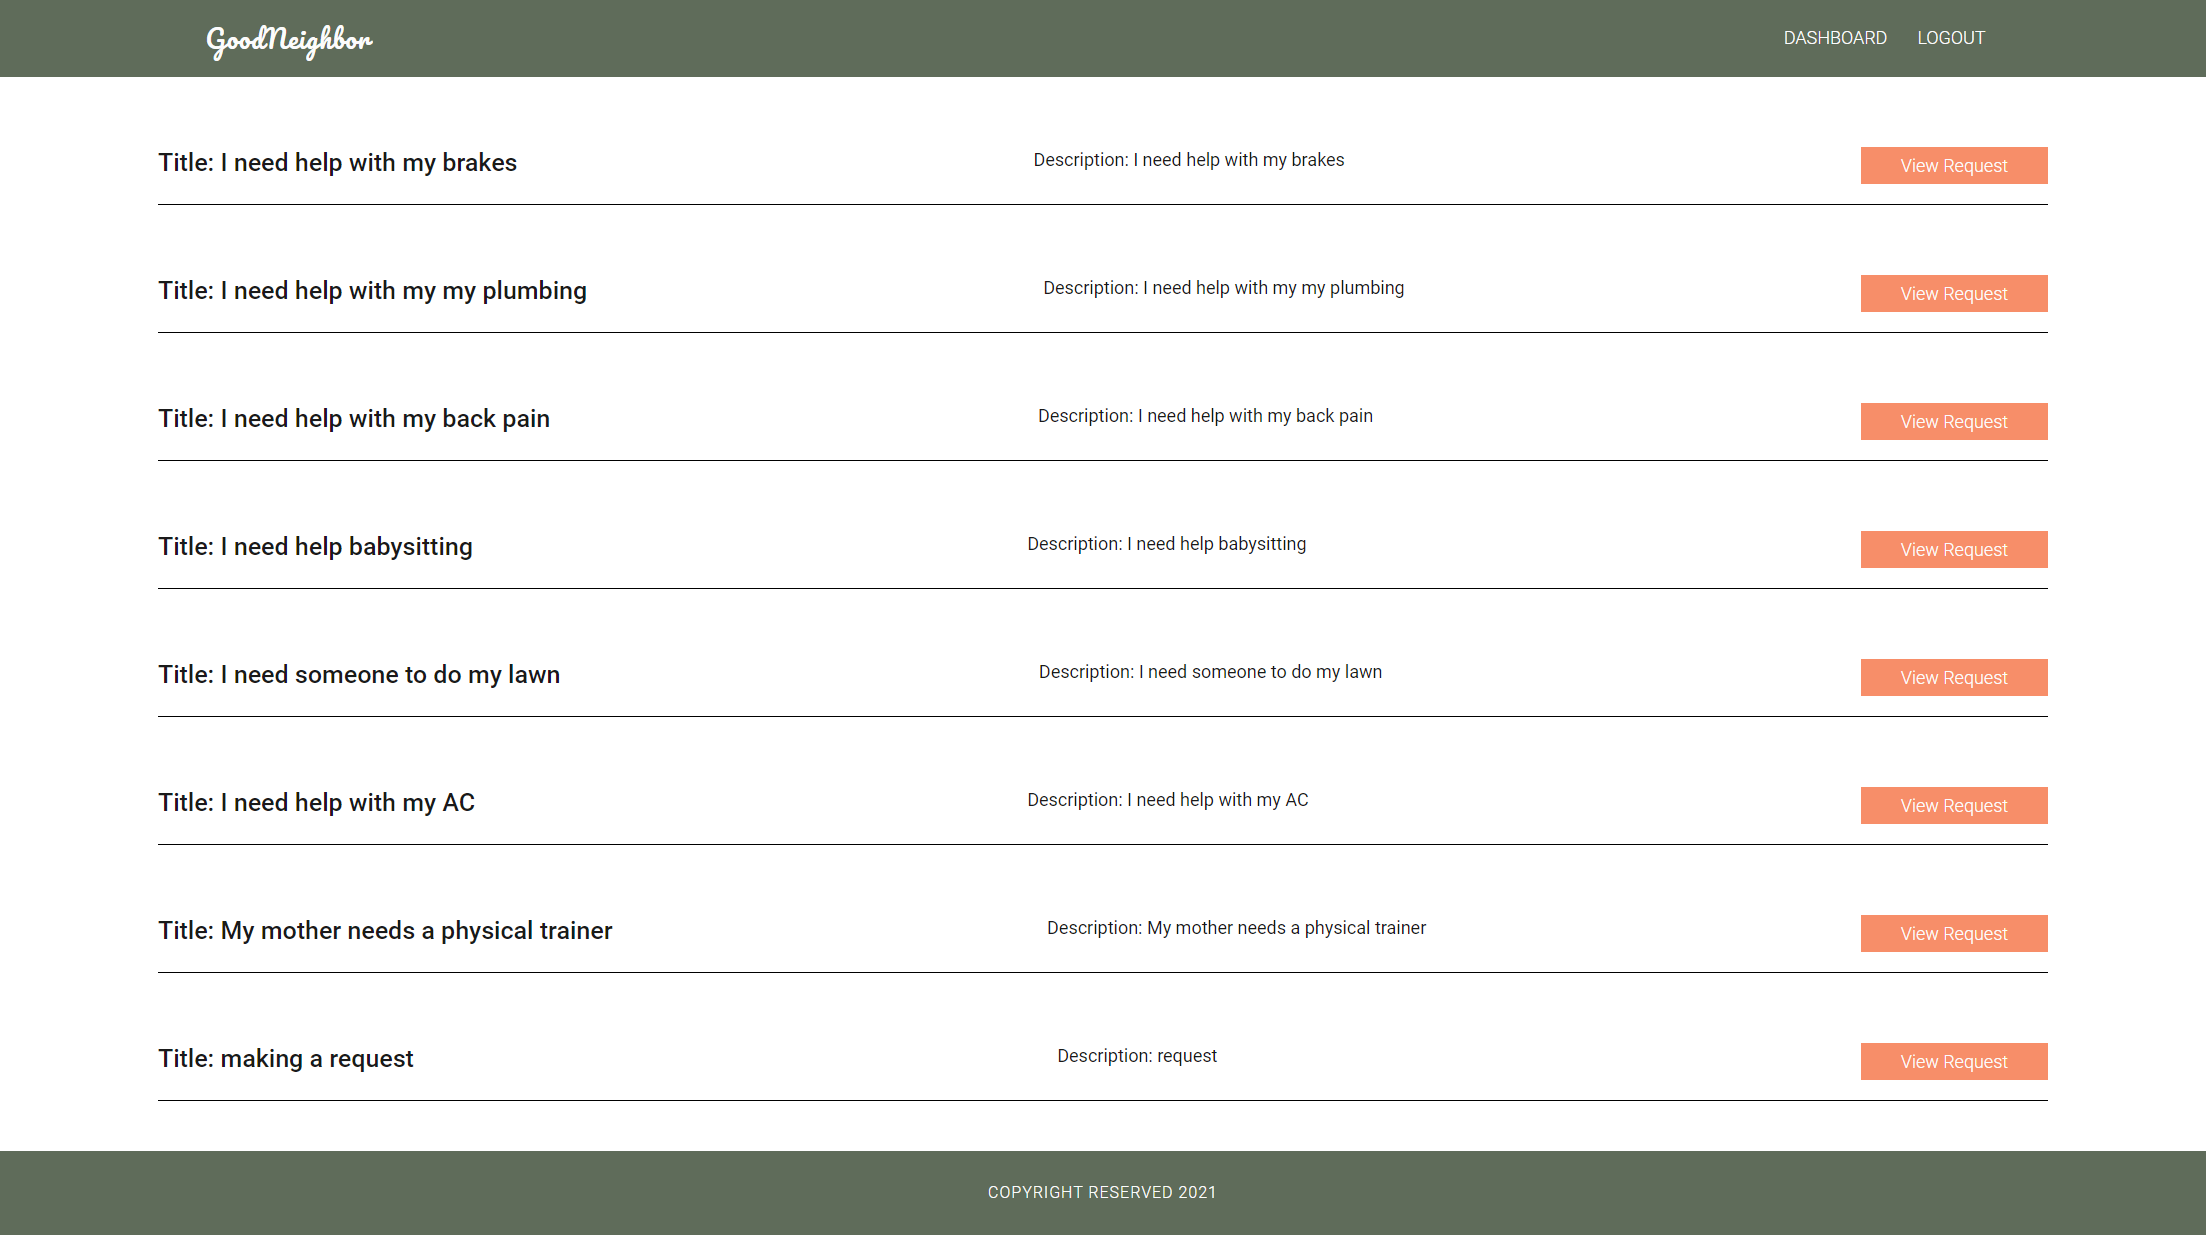 GoodNeighbor DASHBOARD LOGOUT
Title: I need help with my brakes Description: I need help with my brakes View Request
Title: I need help with my my plumbing Description: I need help with my my plumbing View Request
Title: I need help with my back pain Description: I need help with my back pain View Request
Title: I need help babysitting Description: I need help babysitting View Request
Title: I need someone to do my lawn Description: I need someone to do my lawn View Request
Title: I need help with my AC Description: I need help with my AC View Request
Title: My mother needs a physical trainer Description: My mother needs a physical trainer View Request
Title: making a request Description: request View Request
COPYRIGHT RESERVED 2021